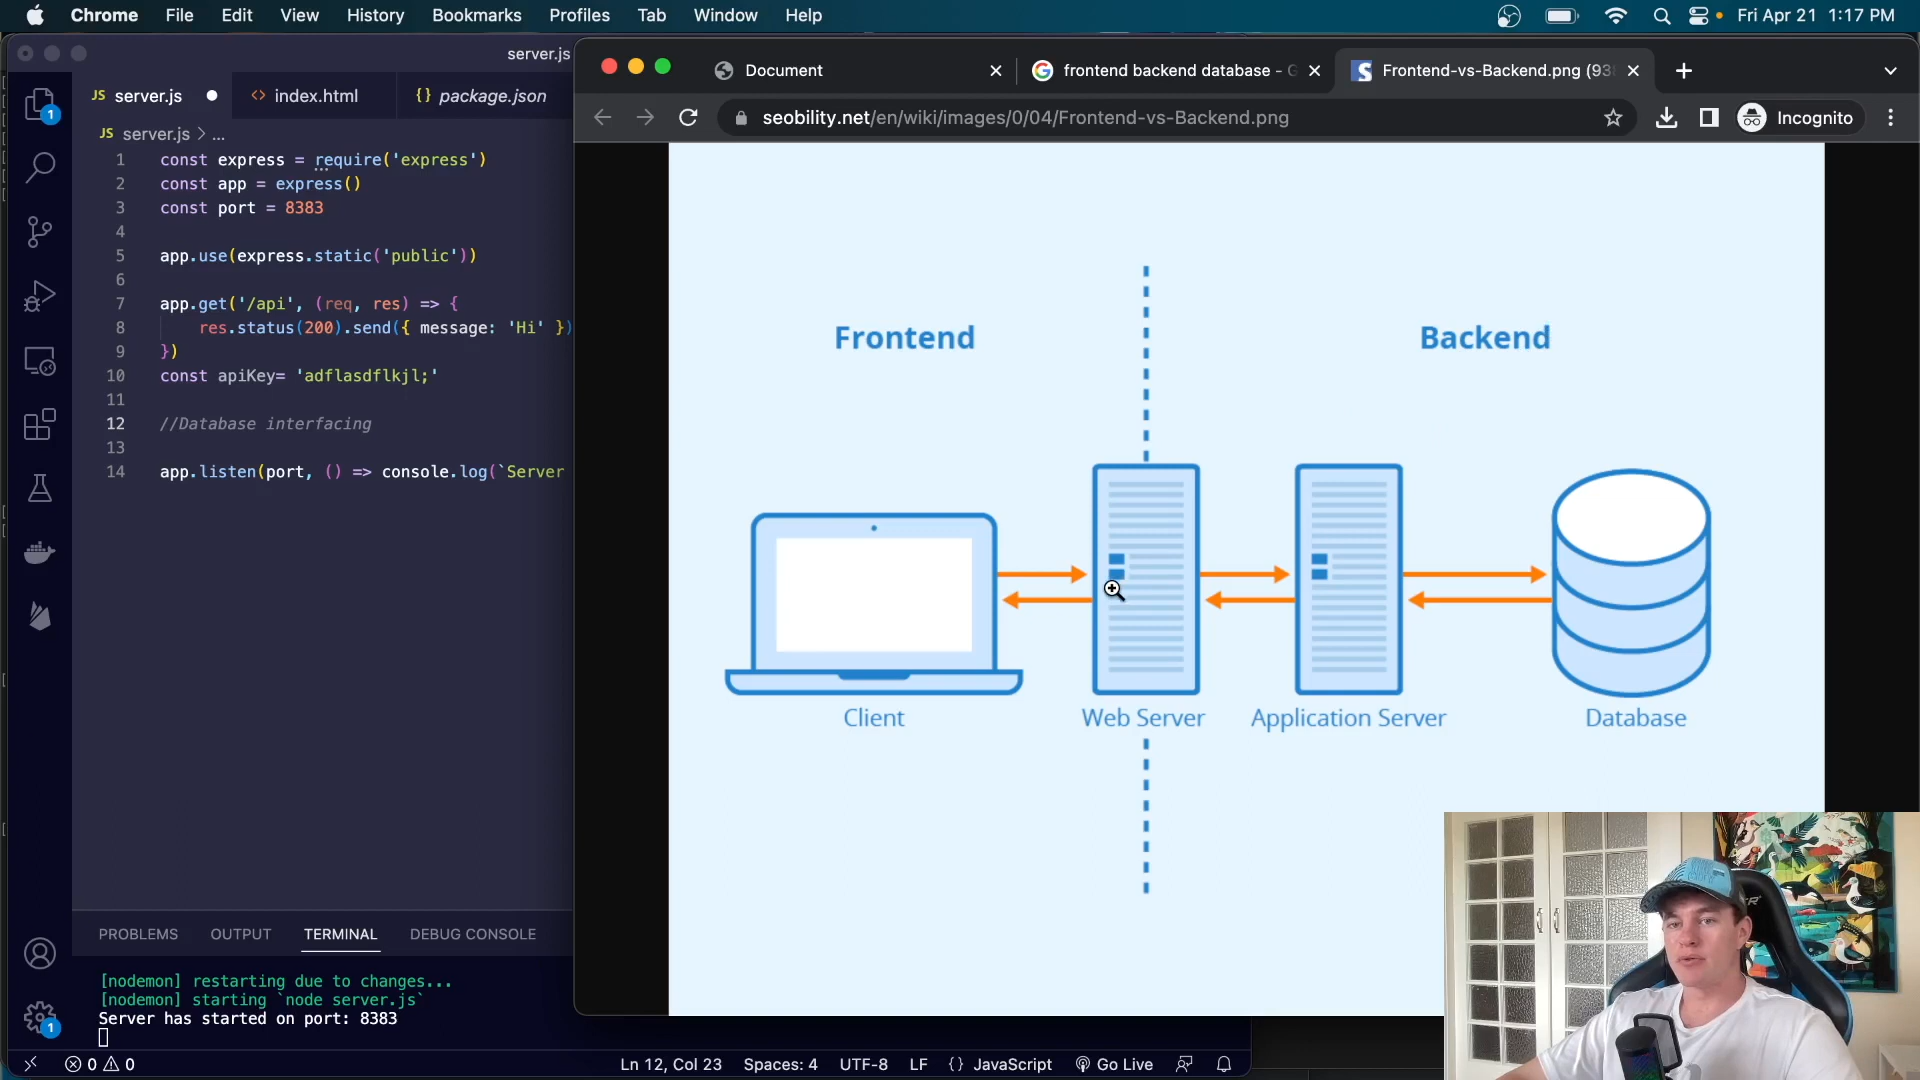 Chrome File Edit View History Bookmarks Profiles Tab Window Help
Fri Apr 21 1:17 PM
server.js
JS server.js
<> index.html
{} package.json
JS server.js > ...
1 const express = require('express')
2 const app = express()
3 const port = 8383
4
5 app.use(express.static('public'))
6
7 app.get('/api', (req, res) => {
8 res.status(200).send({ message: 'Hi' })
9 })
10 const apiKey= 'adflasdflkjl;'
11
12 //Database interfacing
13
14 app.listen(port, () => console.log(`Server
1
1
PROBLEMS OUTPUT TERMINAL DEBUG CONSOLE
[nodemon] restarting due to changes...
[nodemon] starting `node server.js`
Server has started on port: 8383
0 0
Ln 12, Col 23 Spaces: 4 UTF-8 LF {} JavaScript Go Live
Document
frontend backend database -
Frontend-vs-Backend.png (93
seobility.net/en/wiki/images/0/04/Frontend-vs-Backend.png
Incognito
Frontend
Backend
Client
Web Server
Application Server
Database